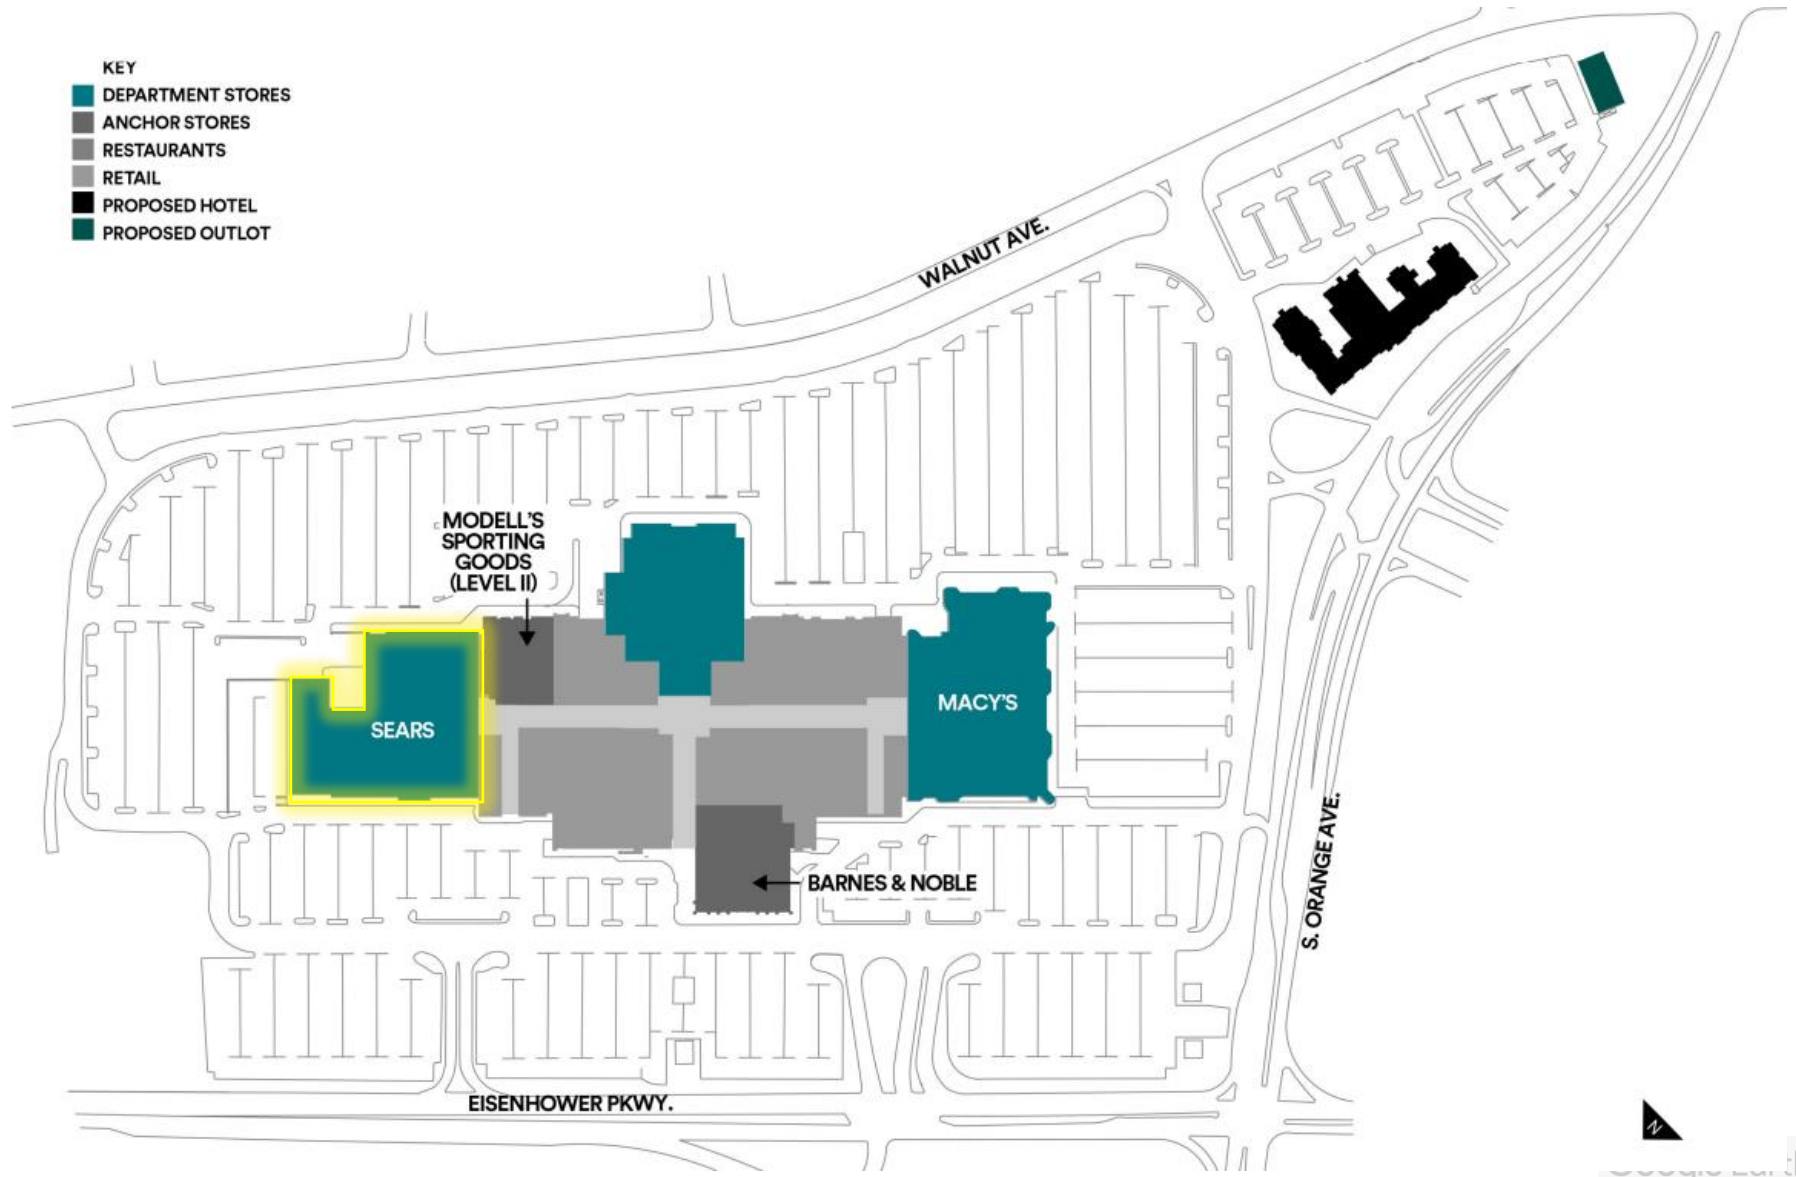 KEY
DEPARTMENT STORES
ANCHOR STORES
RESTAURANTS
RETAIL
PROPOSED HOTEL
PROPOSED OUTLOT
WALNUT AVE.
MODELL'S
SPORTING
GOODS
(LEVEL II)
SEARS
MACY'S
BARNES & NOBLE
S. ORANGE AVE.
EISENHOWER PKWY.
N